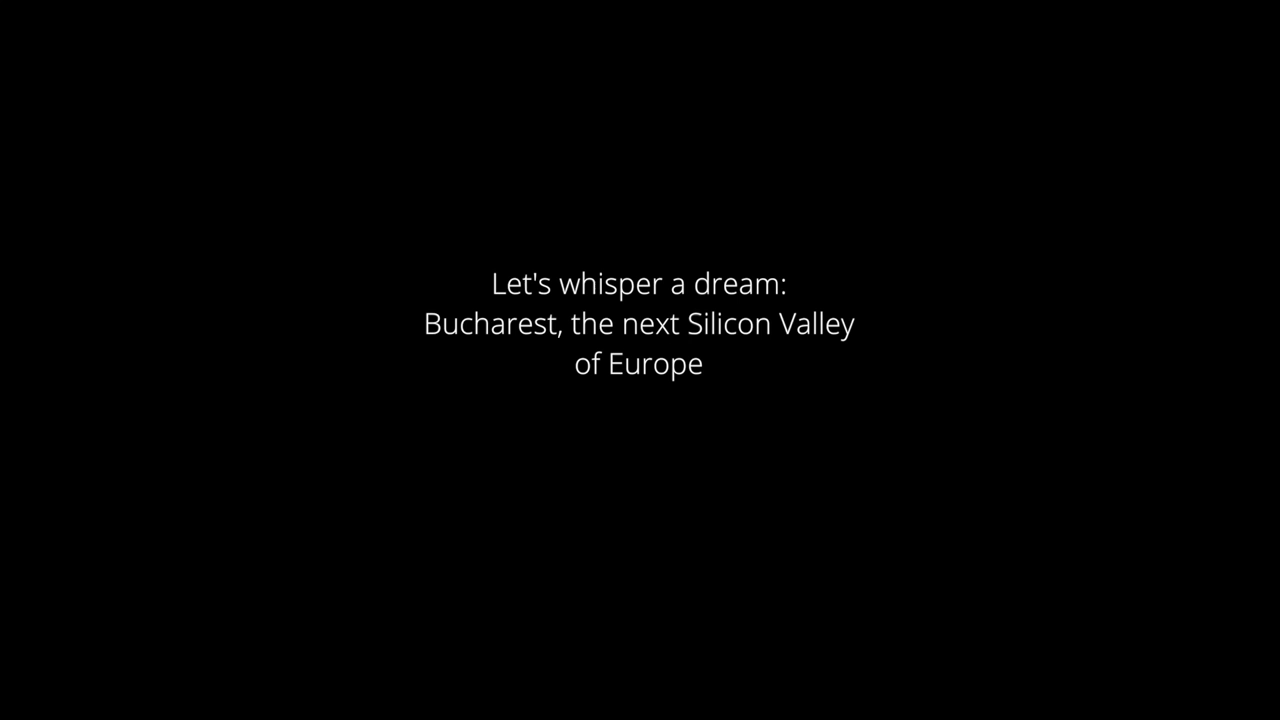 Let's whisper a dream:
Bucharest, the next Silicon Valley
of Europe